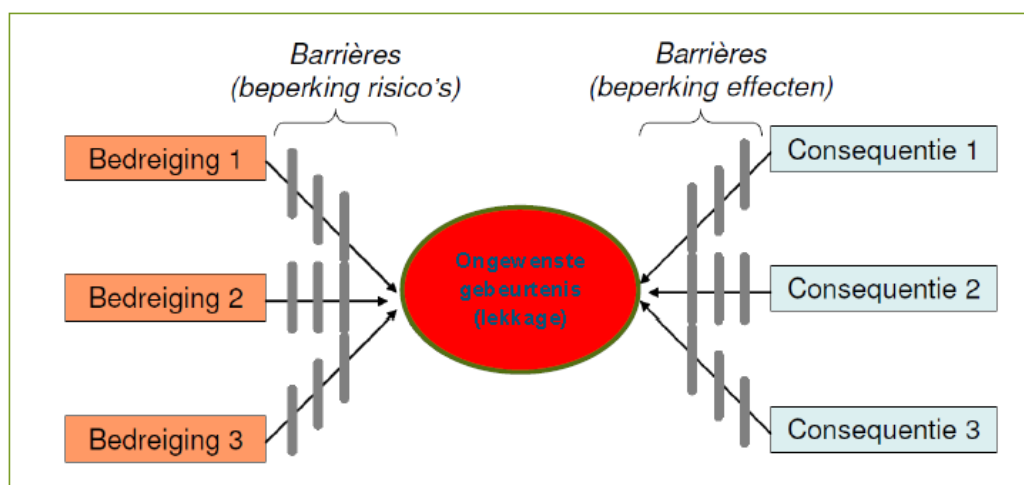 Barrières
(beperking risico's)
Barrières
(beperking effecten)
Bedreiging 1
Bedreiging 2
Bedreiging 3
Ongewenste
gebeurtenis
(lekkage)
Consequentie 1
Consequentie 2
Consequentie 3